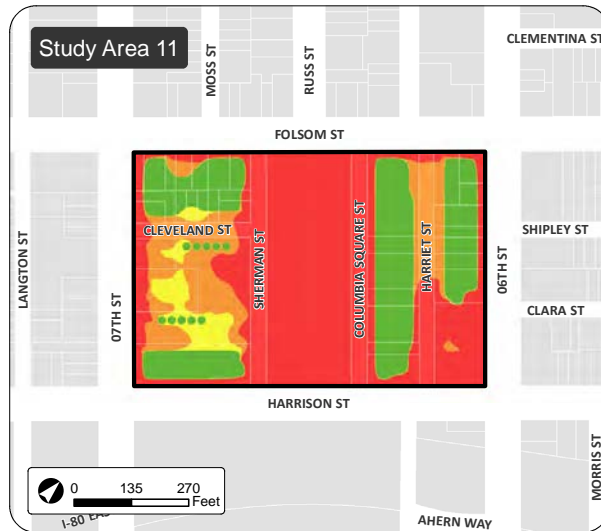 Study Area 11
MOSS ST
RUSS ST
CLEMENTINA ST
FOLSOM ST
LANGTON ST
07TH ST
CLEVELAND ST
SHERMAN ST
COLUMBIA SQUARE ST
HARRIET ST
06TH ST
SHIPLEY ST
CLARA ST
HARRISON ST
MORRIS ST
0 135 270
Feet
I-80
AHERN WAY